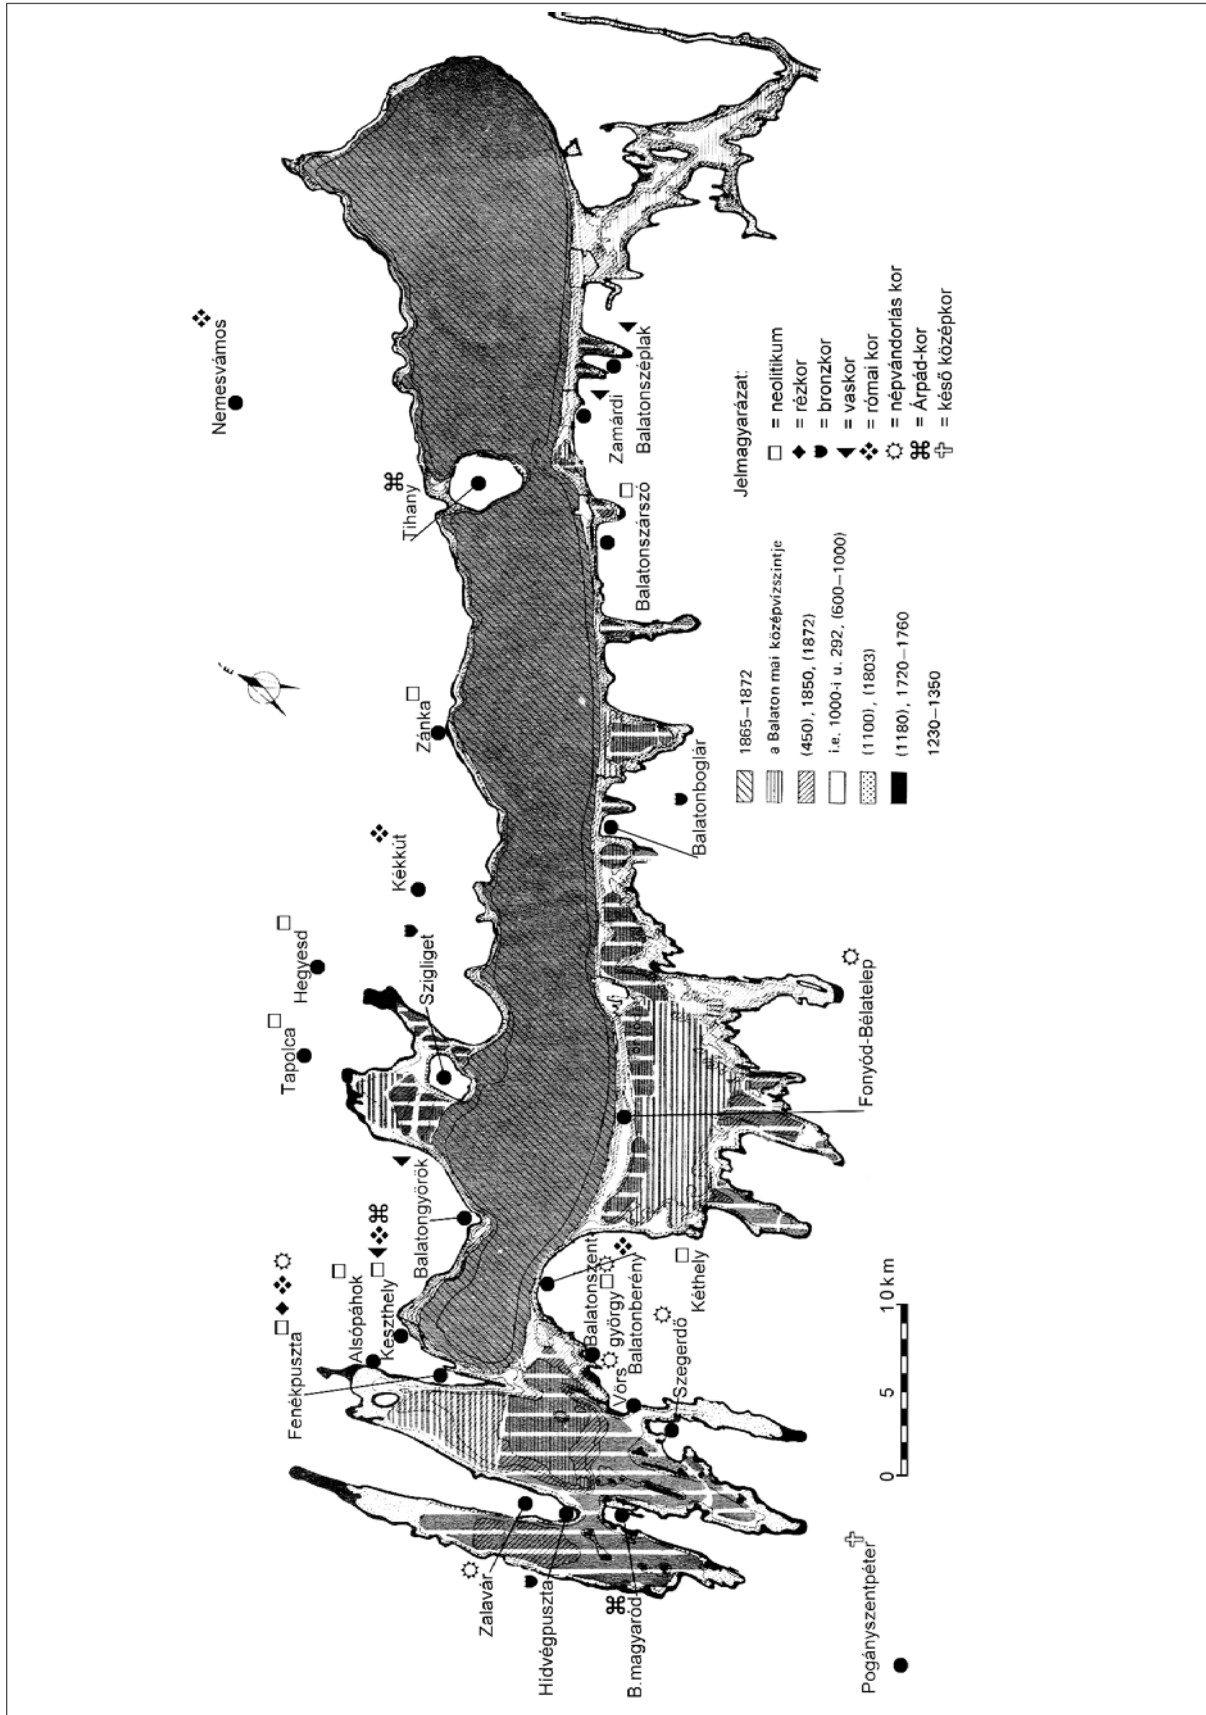 Nemesvámos
Tihany
Zánka
Kékkút
Hegyesd
Tapolca
Szigliget
Balatongyörök
Keszthely
Alsópáhok
Fenékpuszta
Zalavár
Hídvégpuszta
B.magyaród
Pogányszentpéter
Vörs
Balatonszent-
györgy
Balatonberény
Szegerdő
Kéthely
Fonyód-Bélatelep
Balatonboglár
Balatonszárszó
Zamárdi
Balatonszéplak
Jelmagyarázat:
= neolitikum
= rézkor
= bronzkor
= vaskor
= római kor
= népvándorlás kor
= Árpád-kor
= késő középkor
1865–1872
a Balaton mai középvízszintje
(450), 1850, (1872)
i.e. 1000-i u. 292, (600–1000)
(1100), (1803)
(1180), 1720–1760
1230–1350
0 5 10km